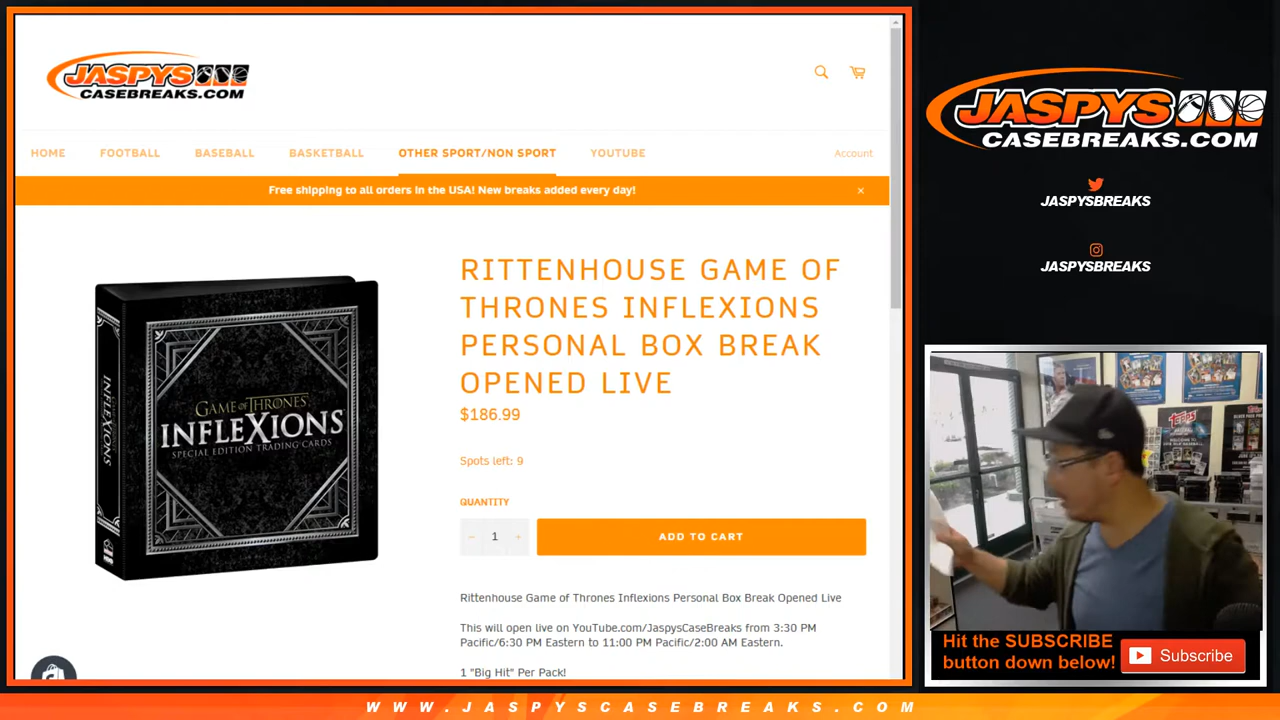 JASPYS
CASEBREAKS.COM
HOME FOOTBALL BASEBALL BASKETBALL OTHER SPORT/NON SPORT YOUTUBE Account
Free shipping to all orders in the USA! New breaks added every day! ×
RITTENHOUSE GAME OF
THRONES INFLEXIONS
PERSONAL BOX BREAK
OPENED LIVE
$186.99
Spots left: 9
QUANTITY
− 1 +
ADD TO CART
Rittenhouse Game of Thrones Inflexions Personal Box Break Opened Live
This will open live on YouTube.com/JaspysCaseBreaks from 3:30 PM
Pacific/6:30 PM Eastern to 11:00 PM Pacific/2:00 AM Eastern.
1 "Big Hit" Per Pack!
GAME OF THRONES
INFLEXIONS
SPECIAL EDITION TRADING CARDS
INFLEXIONS
JASPYS
CASEBREAKS.COM
JASPYSBREAKS
JASPYSBREAKS
TOPPS
Hit the SUBSCRIBE
button down below!
Subscribe
WWW.JASPYSCASEBREAKS.COM